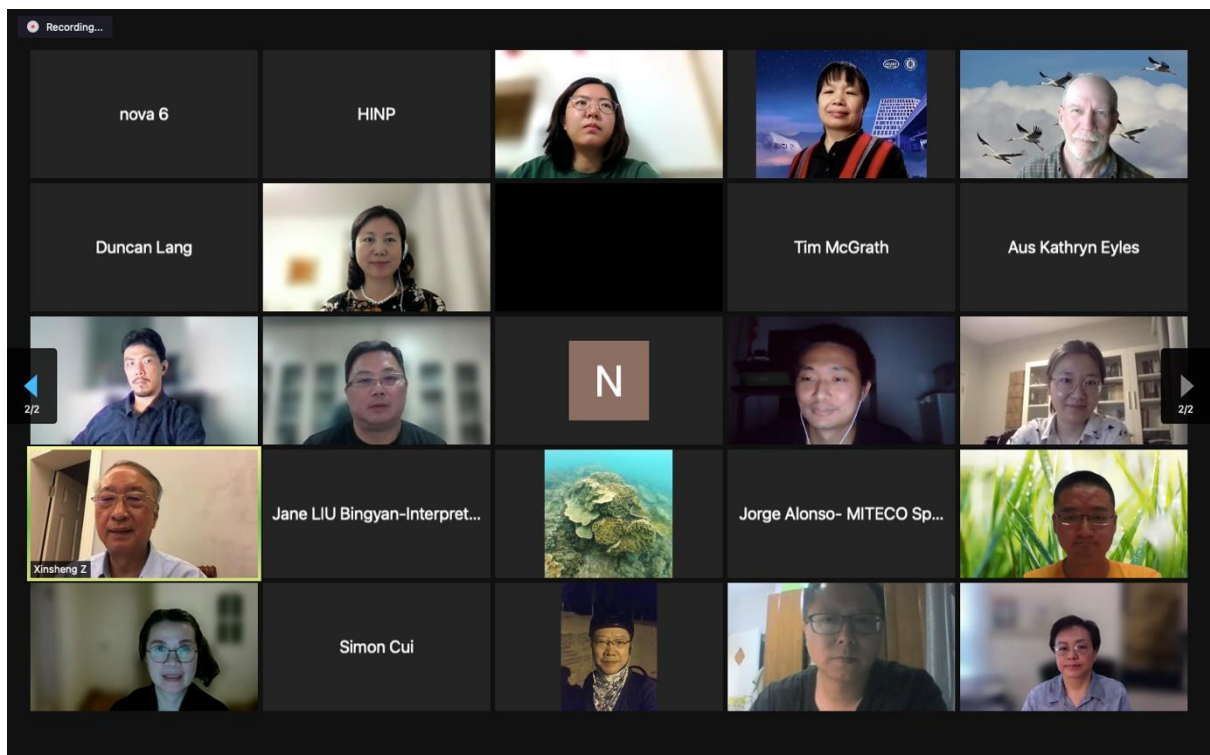 Recording...
nova 6
HINP
Duncan Lang
Tim McGrath
Aus Kathryn Eyles
2/2
N
2/2
Xinsheng Z
Jane LIU Bingyan-Interpret...
Jorge Alonso- MITECO Sp...
Simon Cui